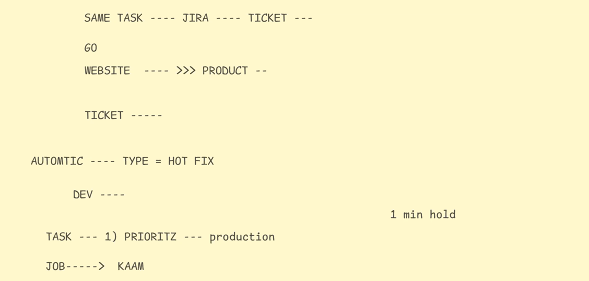 SAME TASK ---- JIRA ---- TICKET ---
GO
WEBSITE ---- >>> PRODUCT --
TICKET -----
AUTOMTIC ---- TYPE = HOT FIX
DEV ----
1 min hold
TASK --- 1) PRIORITZ --- production
JOB-----> KAAM